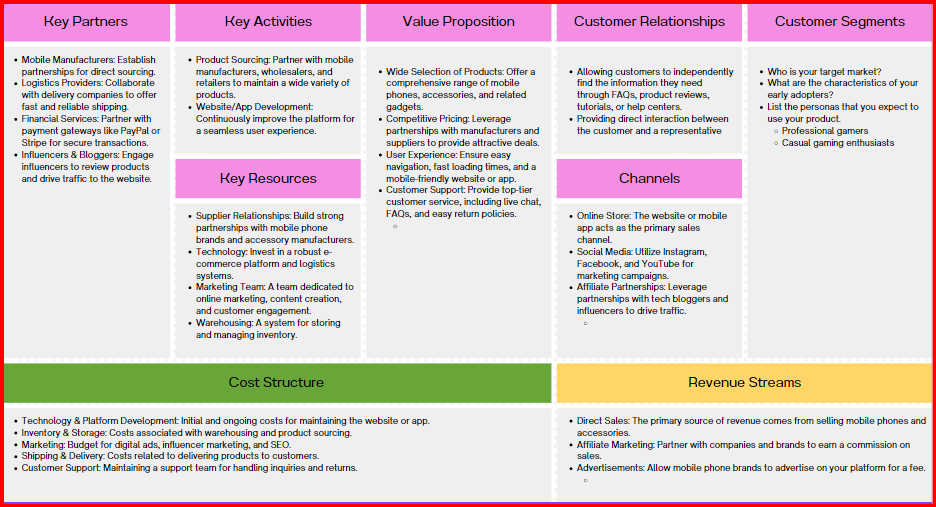 Key Partners
Mobile Manufacturers: Establish
partnerships for direct sourcing.
Logistics Providers: Collaborate
with delivery companies to offer
fast and reliable shipping.
Financial Services: Partner with
payment gateways like PayPal or
Stripe for secure transactions.
Influencers & Bloggers: Engage
influencers to review products
and drive traffic to the website.
Key Activities
Product Sourcing: Partner with mobile
manufacturers, wholesalers, and
retailers to maintain a wide variety of
products.
Website/App Development:
Continuously improve the platform for
a seamless user experience.
Key Resources
Supplier Relationships: Build strong
partnerships with mobile phone
brands and accessory manufacturers.
Technology: Invest in a robust e-
commerce platform and logistics
systems.
Marketing Team: A team dedicated to
online marketing, content creation,
and customer engagement.
Warehousing: A system for storing
and managing inventory.
Value Proposition
Wide Selection of Products: Offer a
comprehensive range of mobile
phones, accessories, and related
gadgets.
Competitive Pricing: Leverage
partnerships with manufacturers and
suppliers to provide attractive deals.
User Experience: Ensure easy
navigation, fast loading times, and a
mobile-friendly website or app.
Customer Support: Provide top-tier
customer service, including live chat,
FAQs, and easy return policies.
Customer Relationships
Allowing customers to independently
find the information they need
through FAQs, product reviews,
tutorials, or help centers.
Providing direct interaction between
the customer and a representative
Channels
Online Store: The website or mobile
app acts as the primary sales
channel.
Social Media: Utilize Instagram,
Facebook, and YouTube for
marketing campaigns.
Affiliate Partnerships: Leverage
partnerships with tech bloggers and
influencers to drive traffic.
Customer Segments
Who is your target market?
What are the characteristics of your
early adopters?
List the personas that you expect to
use your product.
Professional gamers
Casual gaming enthusiasts
Cost Structure
Technology & Platform Development: Initial and ongoing costs for maintaining the website or app.
Inventory & Storage: Costs associated with warehousing and product sourcing.
Marketing: Budget for digital ads, influencer marketing, and SEO.
Shipping & Delivery: Costs related to delivering products to customers.
Customer Support: Maintaining a support team for handling inquiries and returns.
Revenue Streams
Direct Sales: The primary source of revenue comes from selling mobile phones and
accessories.
Affiliate Marketing: Partner with companies and brands to earn a commission on
sales.
Advertisements: Allow mobile phone brands to advertise on your platform for a fee.